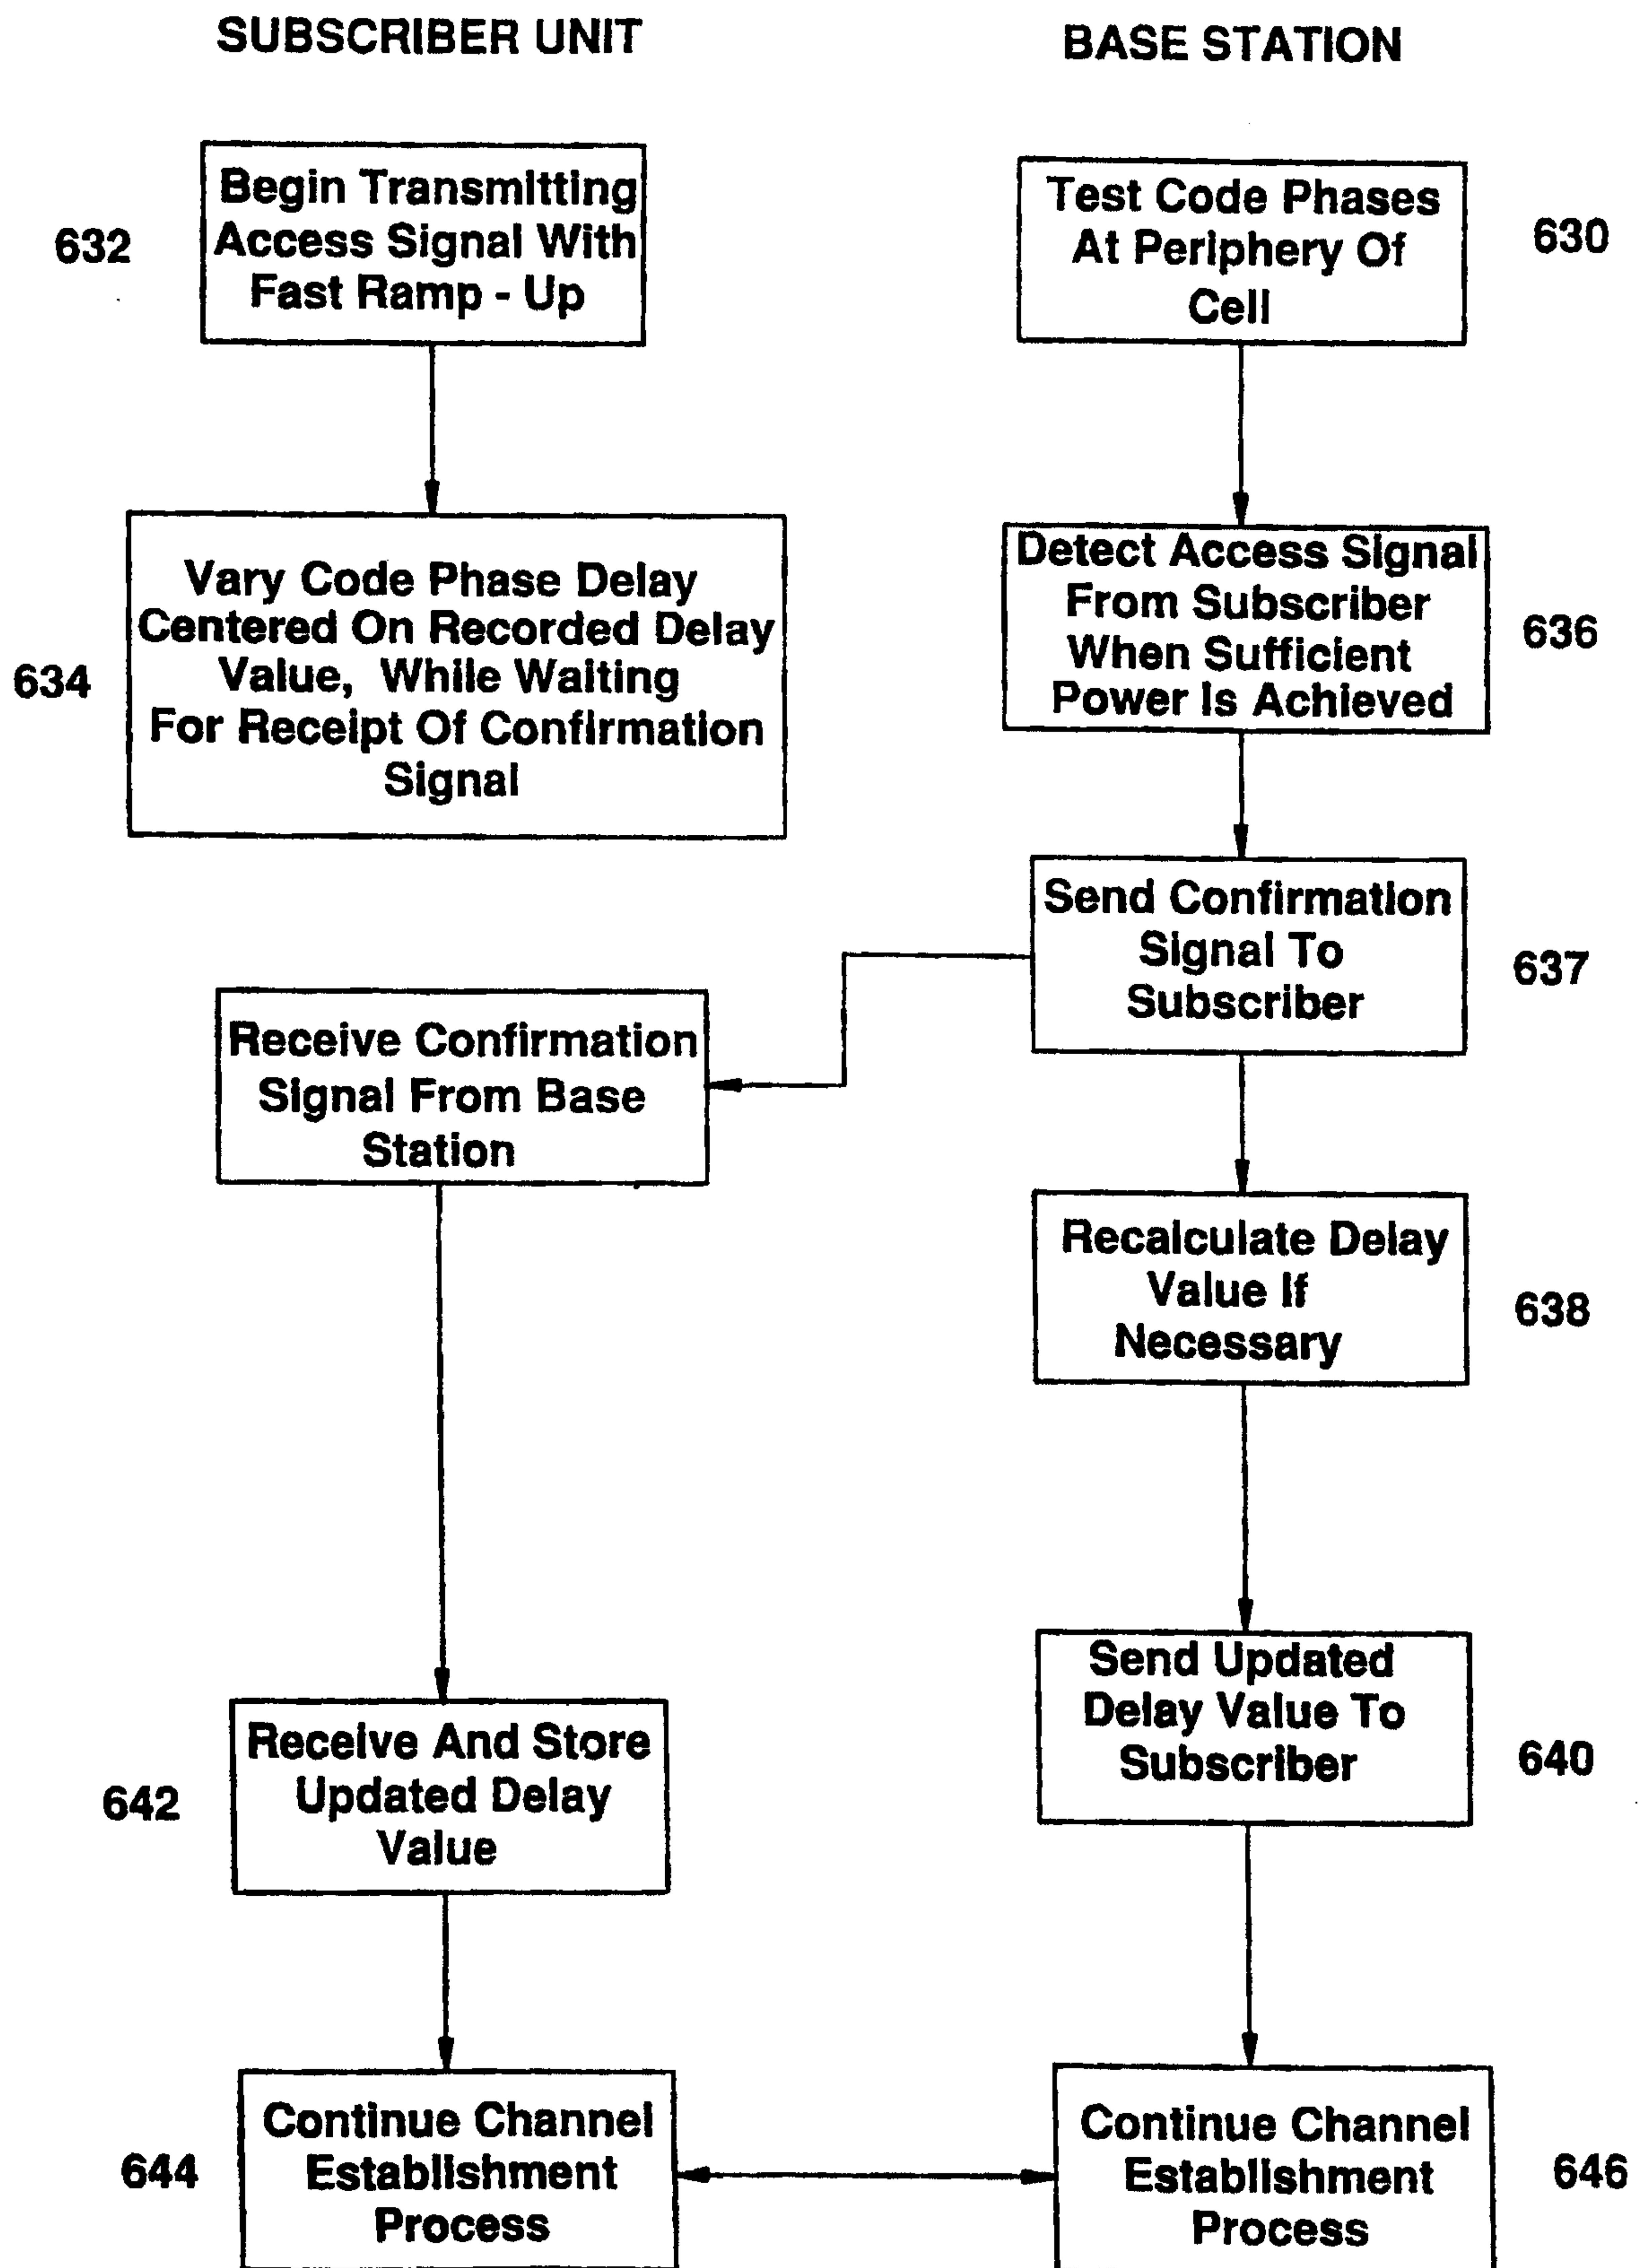 SUBSCRIBER UNIT
BASE STATION
632
Begin Transmitting
Access Signal With
Fast Ramp - Up
Test Code Phases
At Periphery Of
Cell
630
634
Vary Code Phase Delay
Centered On Recorded Delay
Value, While Waiting
For Receipt Of Confirmation
Signal
Detect Access Signal
From Subscriber
When Sufficient
Power Is Achieved
636
Send Confirmation
Signal To
Subscriber
637
Receive Confirmation
Signal From Base
Station
Recalculate Delay
Value If
Necessary
638
Send Updated
Delay Value To
Subscriber
640
642
Receive And Store
Updated Delay
Value
644
Continue Channel
Establishment
Process
Continue Channel
Establishment
Process
646